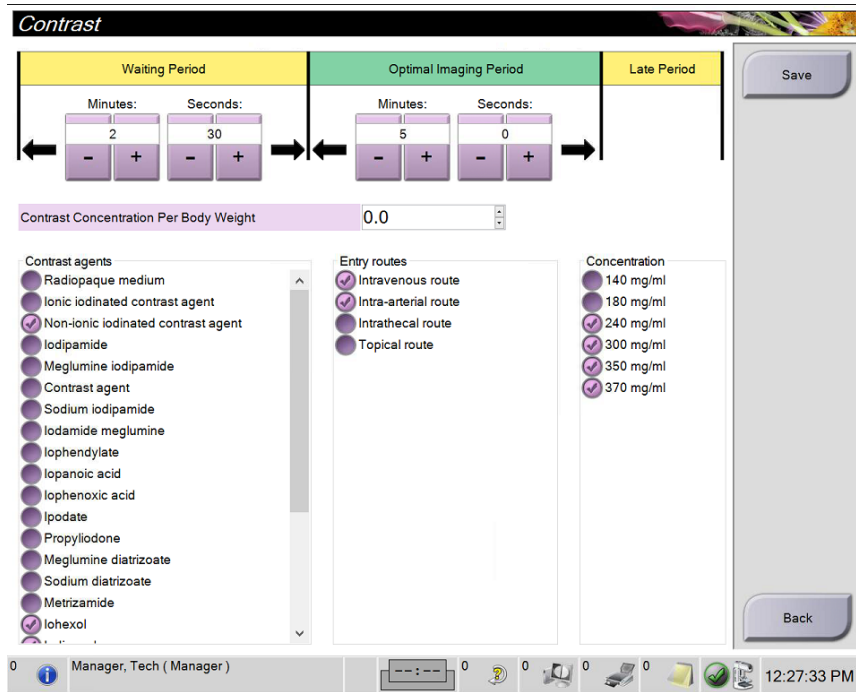 Contrast
Waiting Period
Optimal Imaging Period
Late Period
Save
Minutes:
Seconds:
Minutes:
Seconds:
2
30
5
0
- +
- +
- +
- +
Contrast Concentration Per Body Weight
0.0
Contrast agents
Radiopaque medium
Ionic iodinated contrast agent
Non-ionic iodinated contrast agent
Iodipamide
Meglumine iodipamide
Contrast agent
Sodium iodipamide
Iodamide meglumine
Iophendylate
Iopanoic acid
Iophenoxic acid
Ipodate
Propyliodone
Meglumine diatrizoate
Sodium diatrizoate
Metrizamide
Iohexol
Entry routes
Intravenous route
Intra-arterial route
Intrathecal route
Topical route
Concentration
140 mg/ml
180 mg/ml
240 mg/ml
300 mg/ml
350 mg/ml
370 mg/ml
Back
0
Manager, Tech ( Manager )
--:--
0
0
0
0
12:27:33 PM